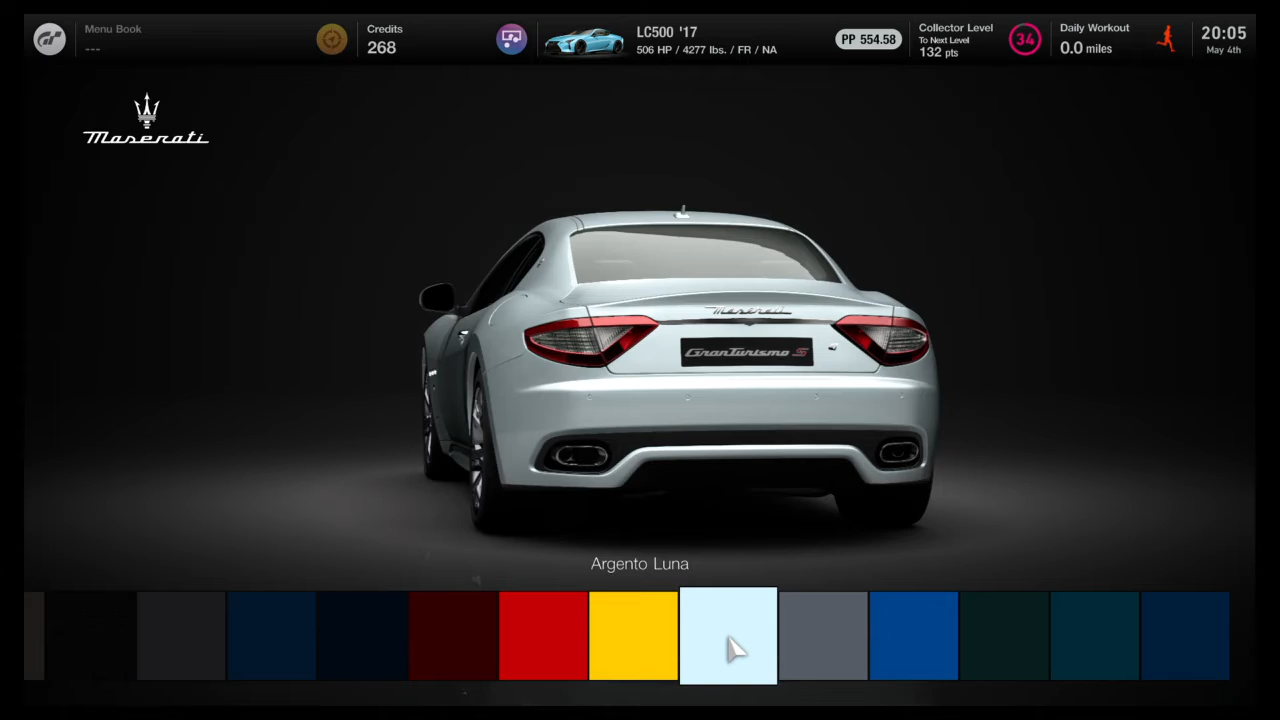 Menu Book
---
Credits
268
LC500 '17
506 HP / 4277 lbs. / FR / NA
PP 554.58
Collector Level
To Next Level
132 pts
34
Daily Workout
0.0 miles
20:05
May 4th
Maserati
Maserati
GranTurismo S
Argento Luna